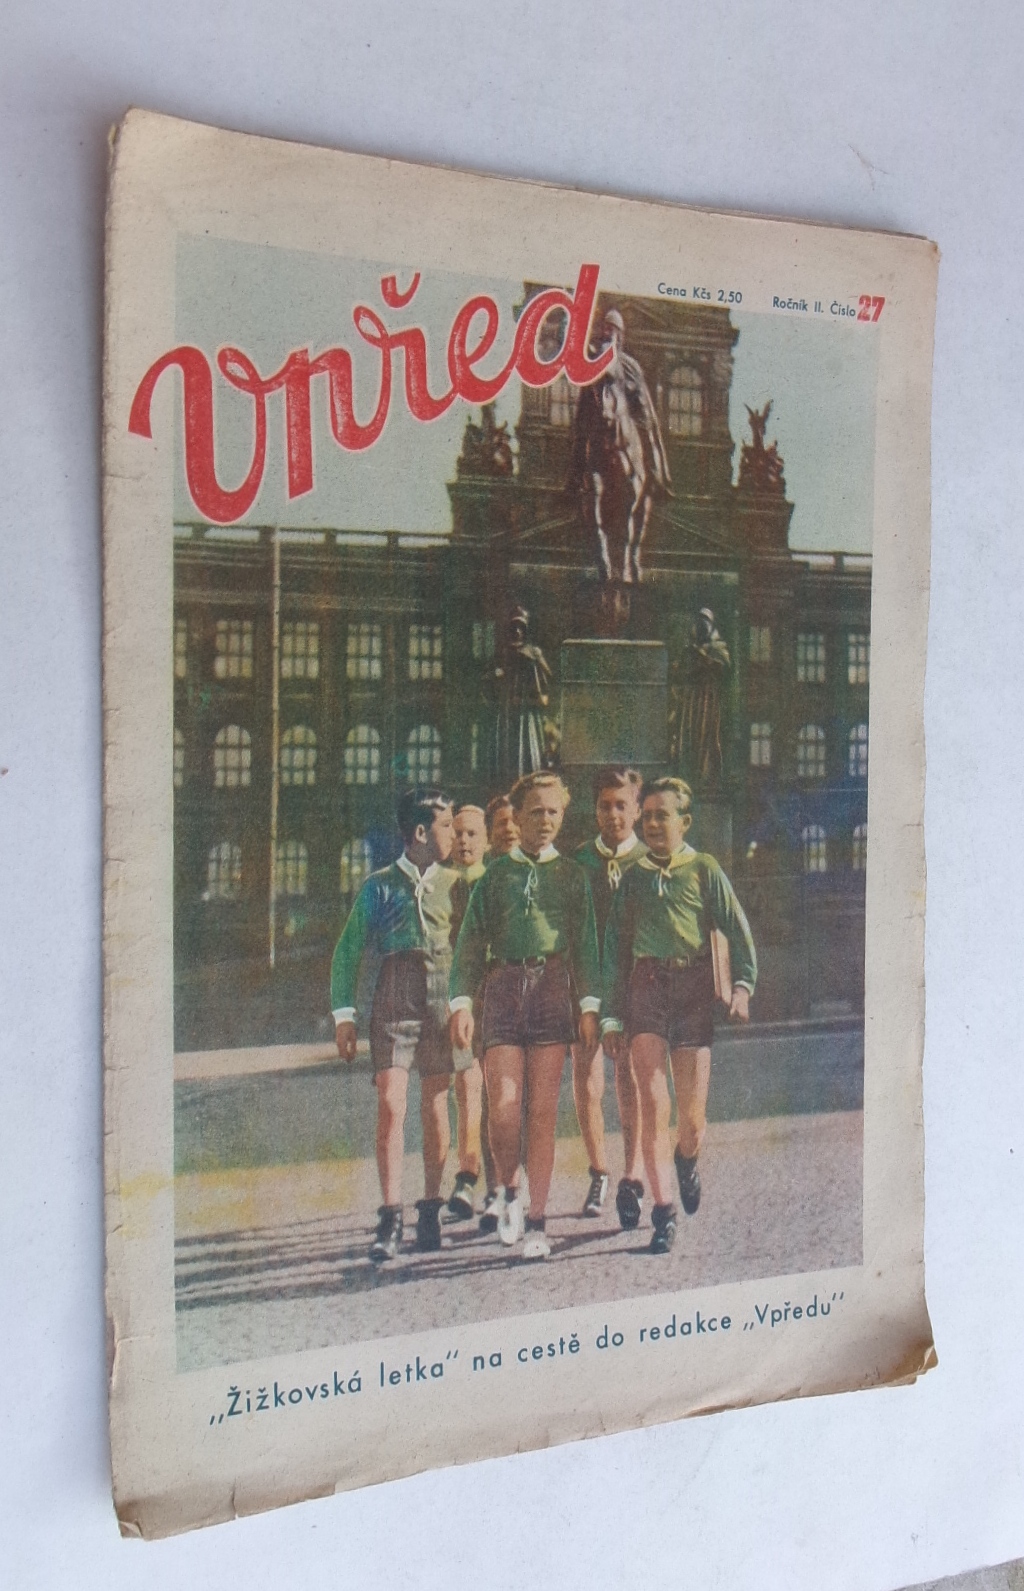 Vpřed
Cena Kčs 2,50 Ročník II. Číslo 27
„Žižkovská letka" na cestě do redakce „Vpředu"